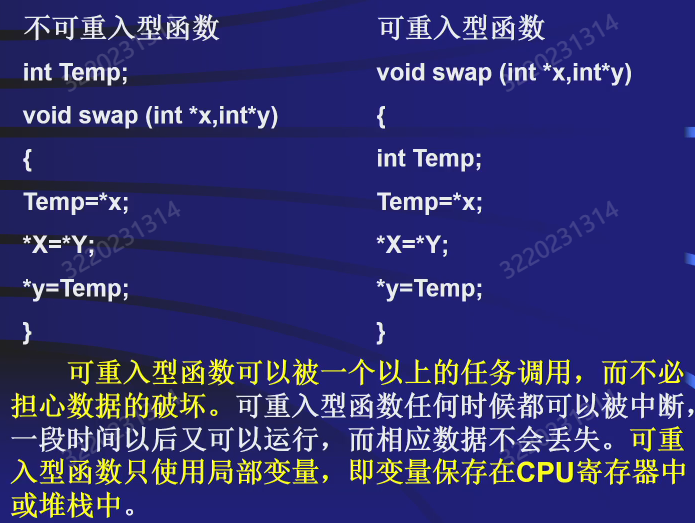 不可重入型函数
int Temp;
void swap (int *x,int*y)
{
Temp=*x;
*X=*Y;
*y=Temp;
}
可重入型函数
void swap (int *x,int*y)
{
int Temp;
Temp=*x;
*X=*Y;
*y=Temp;
}
可重入型函数可以被一个以上的任务调用，而不必
担心数据的破坏。可重入型函数任何时候都可以被中断，
一段时间以后又可以运行，而相应数据不会丢失。可重
入型函数只使用局部变量，即变量保存在CPU寄存器中
或堆栈中。
3220231314
3220231314
3220231314
3220231314
3220231314
3220231314